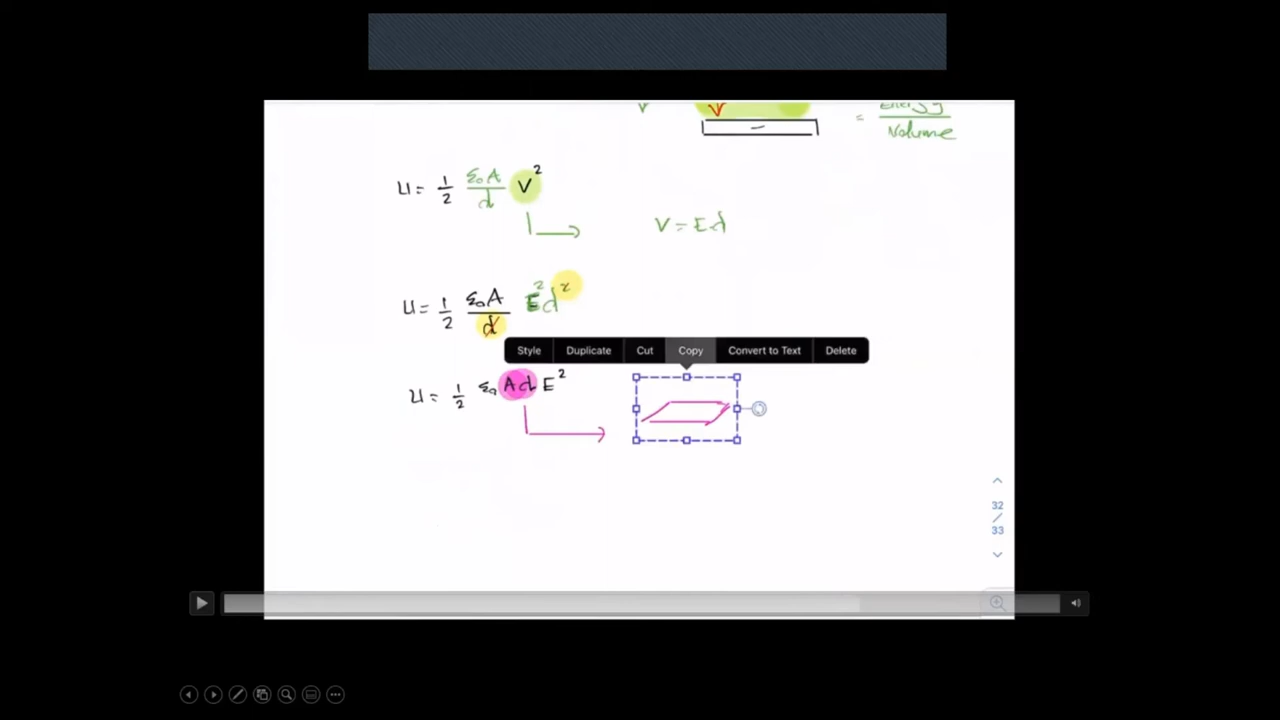 V
V
-
= Energy / Volume
U = 1/2 ε₀A/d V²
V = Ed
U = 1/2 ε₀A/d E²d²
Style Duplicate Cut Copy Convert to Text Delete
U = 1/2 ε₀ Ad E²
32
/
33